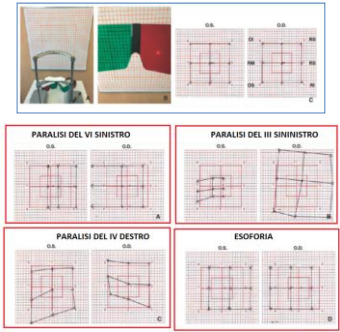 O.S. O.D.
B
C
PARALISI DEL VI SINISTRO
PARALISI DEL III SININISTRO
O.S. O.D.
O.S. O.D.
A
B
PARALISI DEL IV DESTRO
ESOFORIA
O.S. O.D.
O.S. O.D.
C
D